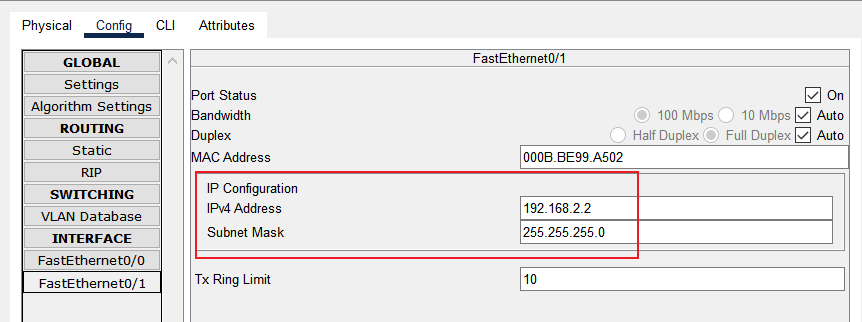 Physical Config CLI Attributes
GLOBAL
Settings
Algorithm Settings
ROUTING
Static
RIP
SWITCHING
VLAN Database
INTERFACE
FastEthernet0/0
FastEthernet0/1
FastEthernet0/1
Port Status On
Bandwidth 100 Mbps 10 Mbps Auto
Duplex Half Duplex Full Duplex Auto
MAC Address 000B.BE99.A502
IP Configuration
IPv4 Address 192.168.2.2
Subnet Mask 255.255.255.0
Tx Ring Limit 10